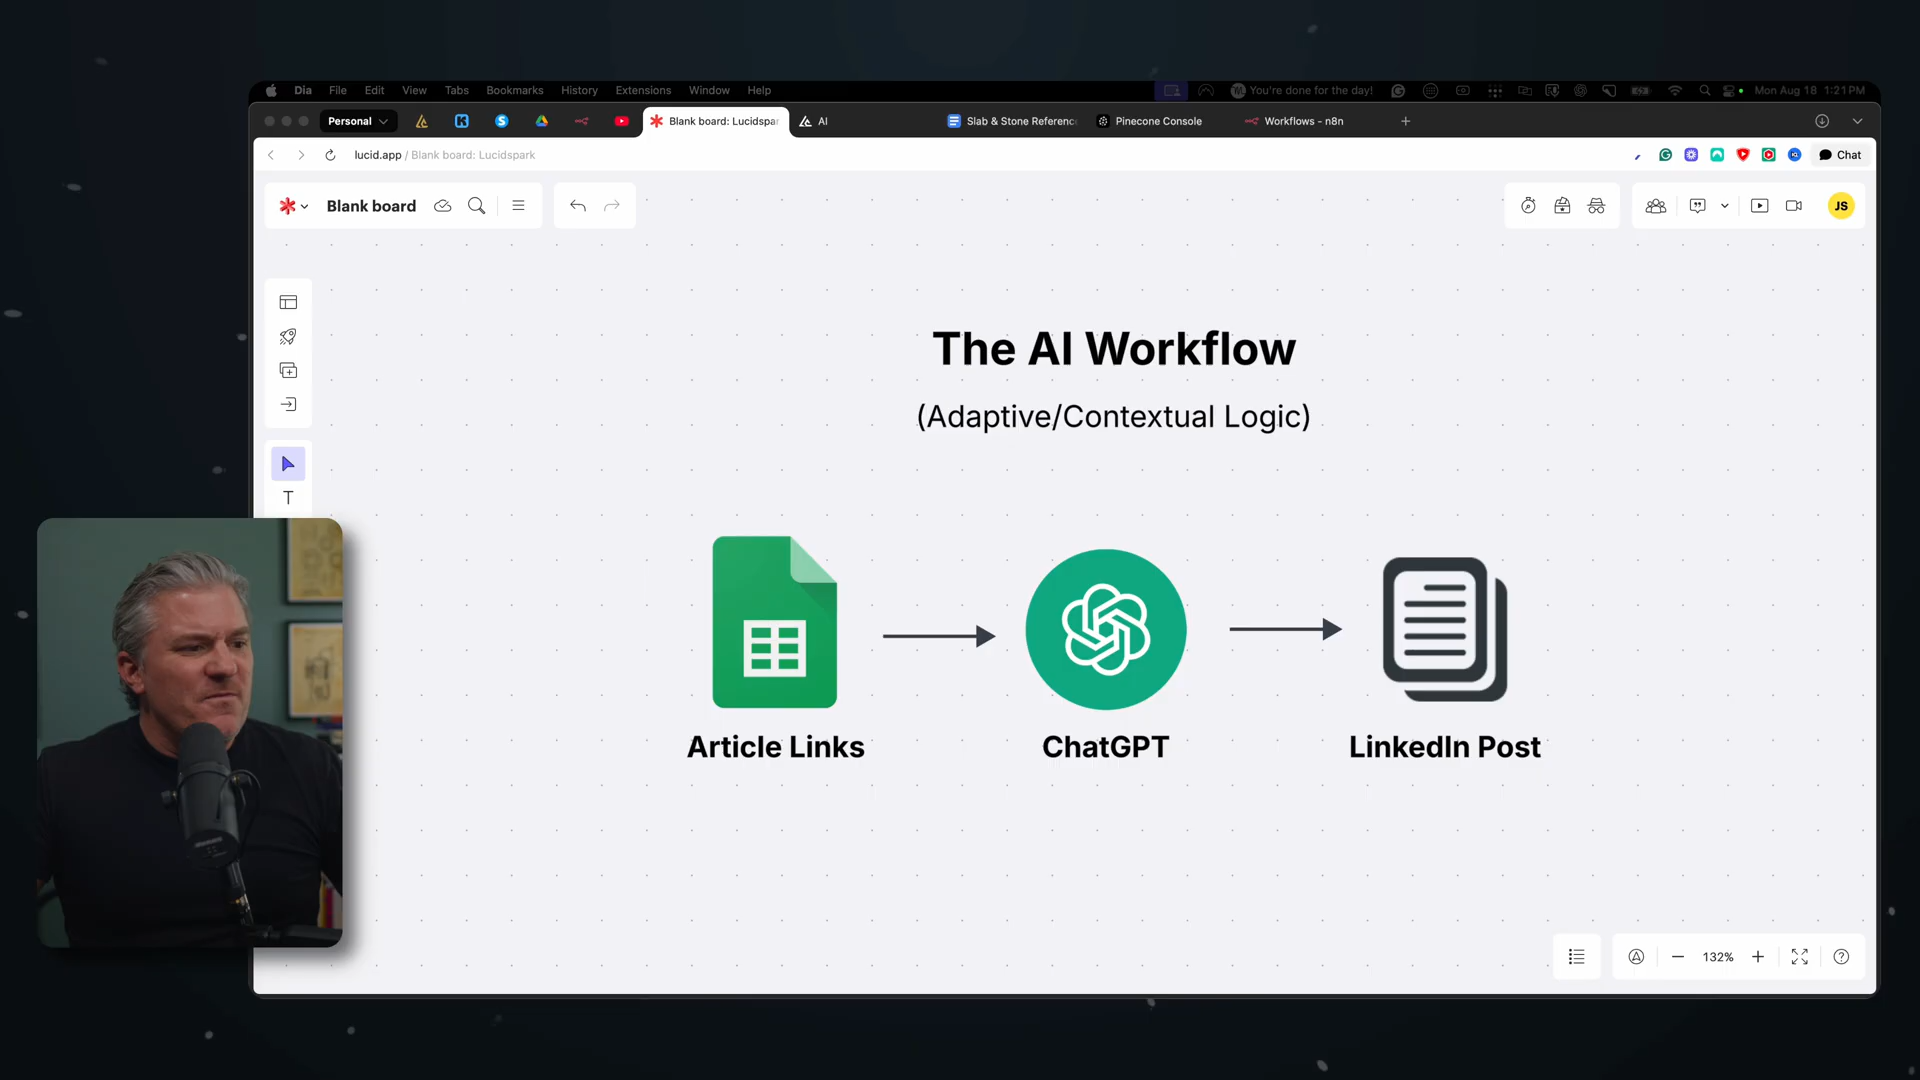 Dia File Edit View Tabs Bookmarks History Extensions Window Help You're done for the day! Mon Aug 18 1:21 PM
Personal Blank board: Lucidspar AI Slab & Stone Referenc Pinecone Console Workflows - n8n
lucid.app / Blank board: Lucidspark Chat
Blank board JS
The AI Workflow
(Adaptive/Contextual Logic)
T
Article Links ChatGPT LinkedIn Post
132%